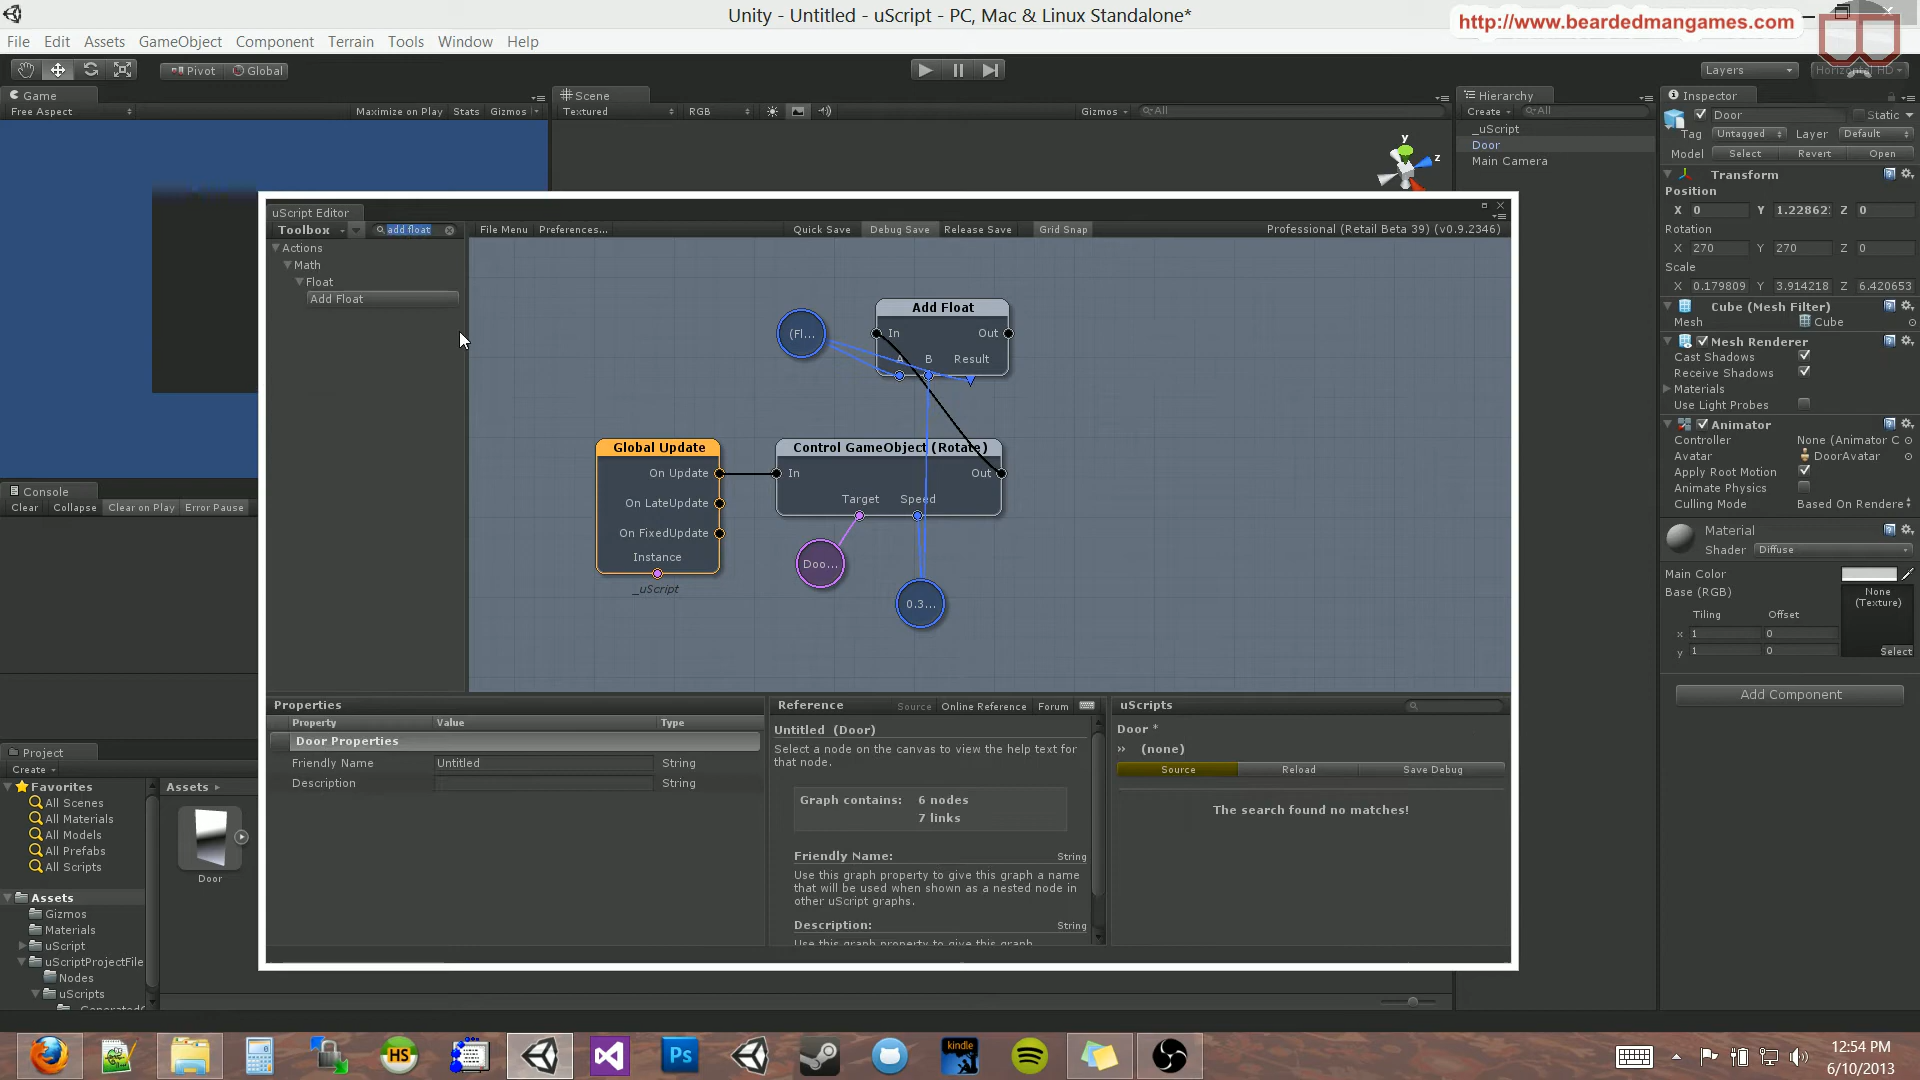 Unity - Untitled - uScript - PC, Mac & Linux Standalone*
http://www.beardedmangames.com
File Edit Assets GameObject Component Terrain Tools Window Help
Pivot Global
Layers
Horizontal HD
Game
Free Aspect
Maximize on Play Stats Gizmos
Scene
Textured
RGB
Gizmos
All
y
z
Hierarchy
Create
All
_uScript
Door
Main Camera
Inspector
Door
Static
Tag Untagged Layer Default
Model Select Revert Open
Transform
Position
X 0 Y 1.22862 Z 0
Rotation
X 270 Y 270 Z 0
Scale
X 0.179809 Y 3.914218 Z 6.420653
Cube (Mesh Filter)
Mesh Cube
Mesh Renderer
Cast Shadows
Receive Shadows
Materials
Use Light Probes
Animator
Controller None (Animator C
Avatar DoorAvatar
Apply Root Motion
Animate Physics
Culling Mode Based On Rendere
Material
Shader Diffuse
Main Color
Base (RGB)
None
(Texture)
Tiling Offset
x 1 0
y 1 0
Select
Add Component
uScript Editor
Toolbox
add float
File Menu Preferences...
Quick Save Debug Save Release Save Grid Snap
Professional (Retail Beta 39) (v0.9.2346)
Actions
Math
Float
Add Float
Add Float
In Out
A B Result
(Fl...
Global Update
On Update
On LateUpdate
On FixedUpdate
Instance
_uScript
Control GameObject (Rotate)
In Out
Target Speed
Doo...
0.3...
Properties
Property Value Type
Door Properties
Friendly Name Untitled String
Description String
Reference
Source Online Reference Forum
Untitled (Door)
Select a node on the canvas to view the help text for
that node.
Graph contains: 6 nodes
7 links
Friendly Name: String
Use this graph property to give this graph a name
that will be used when shown as a nested node in
other uScript graphs.
Description: String
Use this graph property to give this graph
uScripts
Door *
» (none)
Source Reload Save Debug
The search found no matches!
Console
Clear Collapse Clear on Play Error Pause
Project
Create
Favorites
All Scenes
All Materials
All Models
All Prefabs
All Scripts
Assets
Gizmos
Materials
uScript
uScriptProjectFile
Nodes
uScripts
Assets
Door
HS
Ps
kindle
12:54 PM
6/10/2013